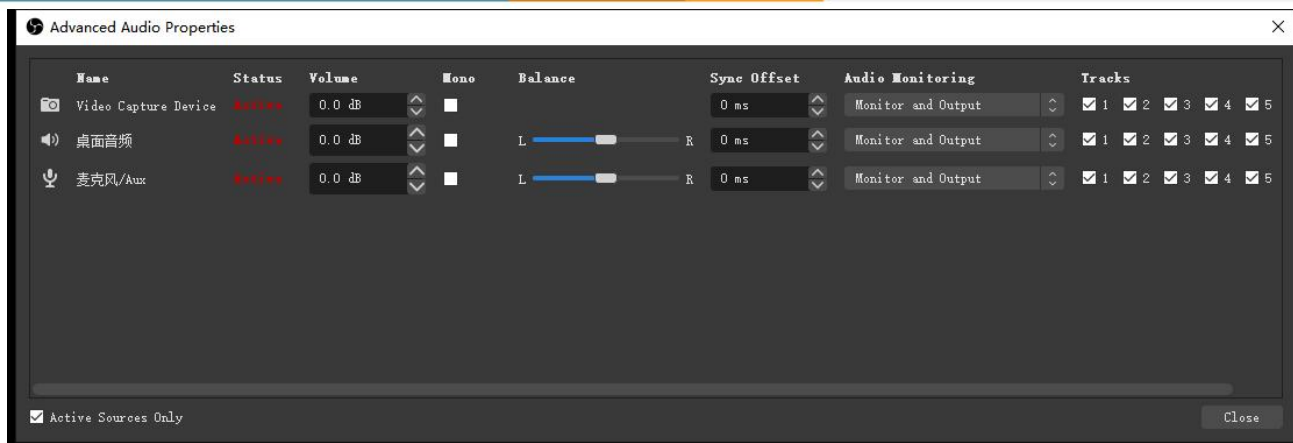 Advanced Audio Properties
Name Status Volume Mono Balance Sync Offset Audio Monitoring Tracks
Video Capture Device Active 0.0 dB 0 ms Monitor and Output 1 2 3 4 5
桌面音频 Active 0.0 dB L R 0 ms Monitor and Output 1 2 3 4 5
麦克风/Aux Active 0.0 dB L R 0 ms Monitor and Output 1 2 3 4 5
Active Sources Only Close